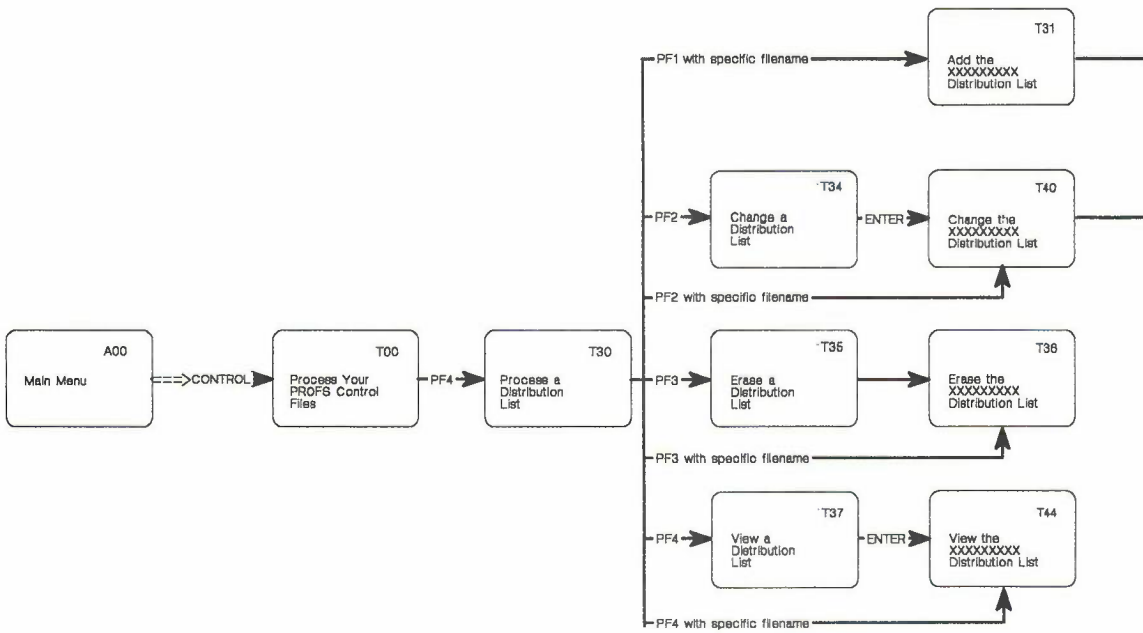 T31
PF1 with specific filename
Add the
XXXXXXXXX
Distribution List
T34
T40
PF2
Change a
Distribution
List
ENTER
Change the
XXXXXXXXX
Distribution List
PF2 with specific filename
A00
Main Menu
===>CONTROL
T00
Process Your
PROFS Control
Files
PF4
T30
Process a
Distribution
List
PF3
T35
Erase a
Distribution
List
T36
Erase the
XXXXXXXXX
Distribution List
PF3 with specific filename
T37
T44
PF4
View a
Distribution
List
ENTER
View the
XXXXXXXXX
Distribution List
PF4 with specific filename